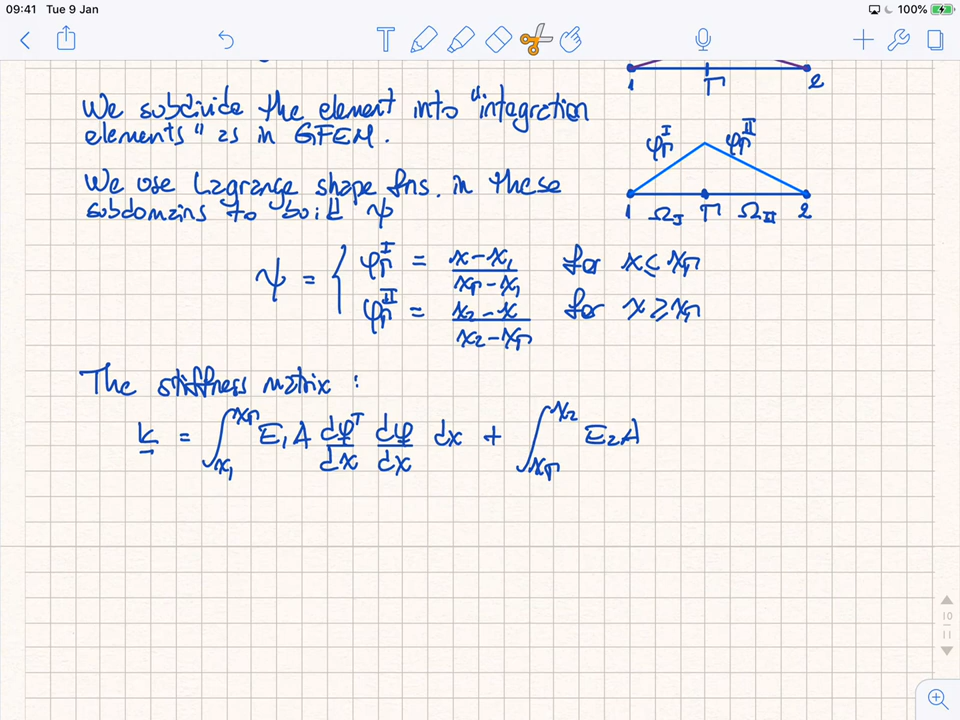 09:41 Tue 9 Jan
100%
T
1 Γ 2
We subdivide the element into "integration
elements" as in GFEM.
φΓ^I φΓ^II
We use Lagrange shape fns. in these
subdomains to build ψ
1 Ω_I Γ Ω_II 2
ψ = { φΓ^I = (x-x₁)/(xΓ-x₁) for x ≤ xΓ
φΓ^II = (x₂-x)/(x₂-xΓ) for x ≥ xΓ
The stiffness matrix :
k = ∫_{x₁}^{xΓ} E₁A dφ^T/dx dφ/dx dx + ∫_{xΓ}^{x₂} E₂A
10
11